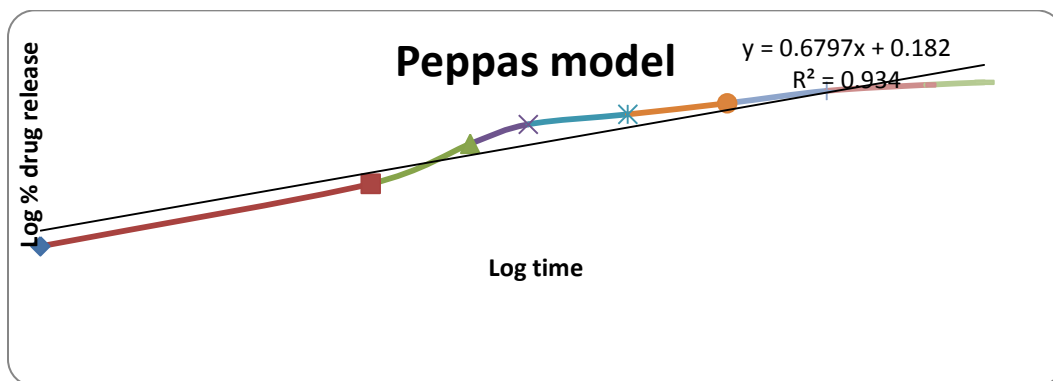 Peppas model
y = 0.6797x + 0.182
R² = 0.934
Log % drug release
Log time